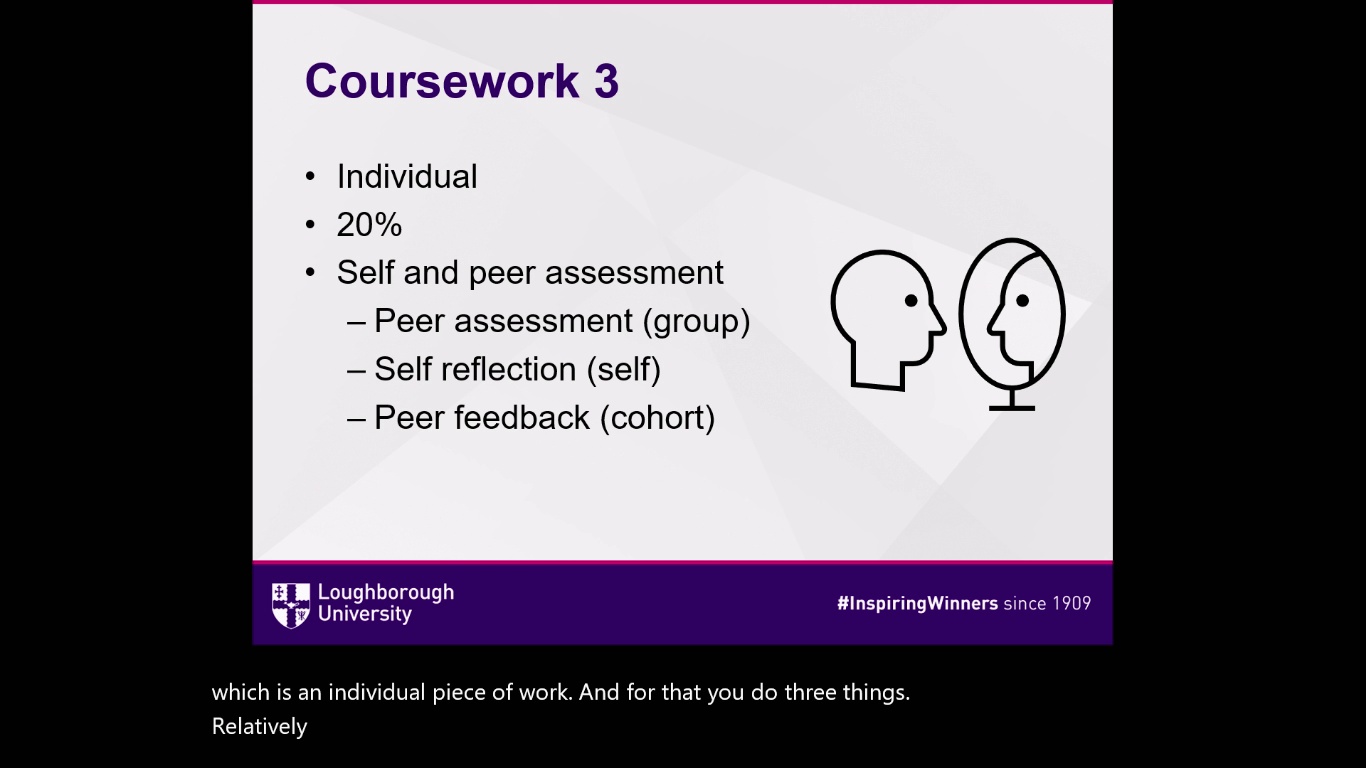 Coursework 3
• Individual
• 20%
• Self and peer assessment
– Peer assessment (group)
– Self reflection (self)
– Peer feedback (cohort)
Loughborough
University
#InspiringWinners since 1909
which is an individual piece of work. And for that you do three things.
Relatively